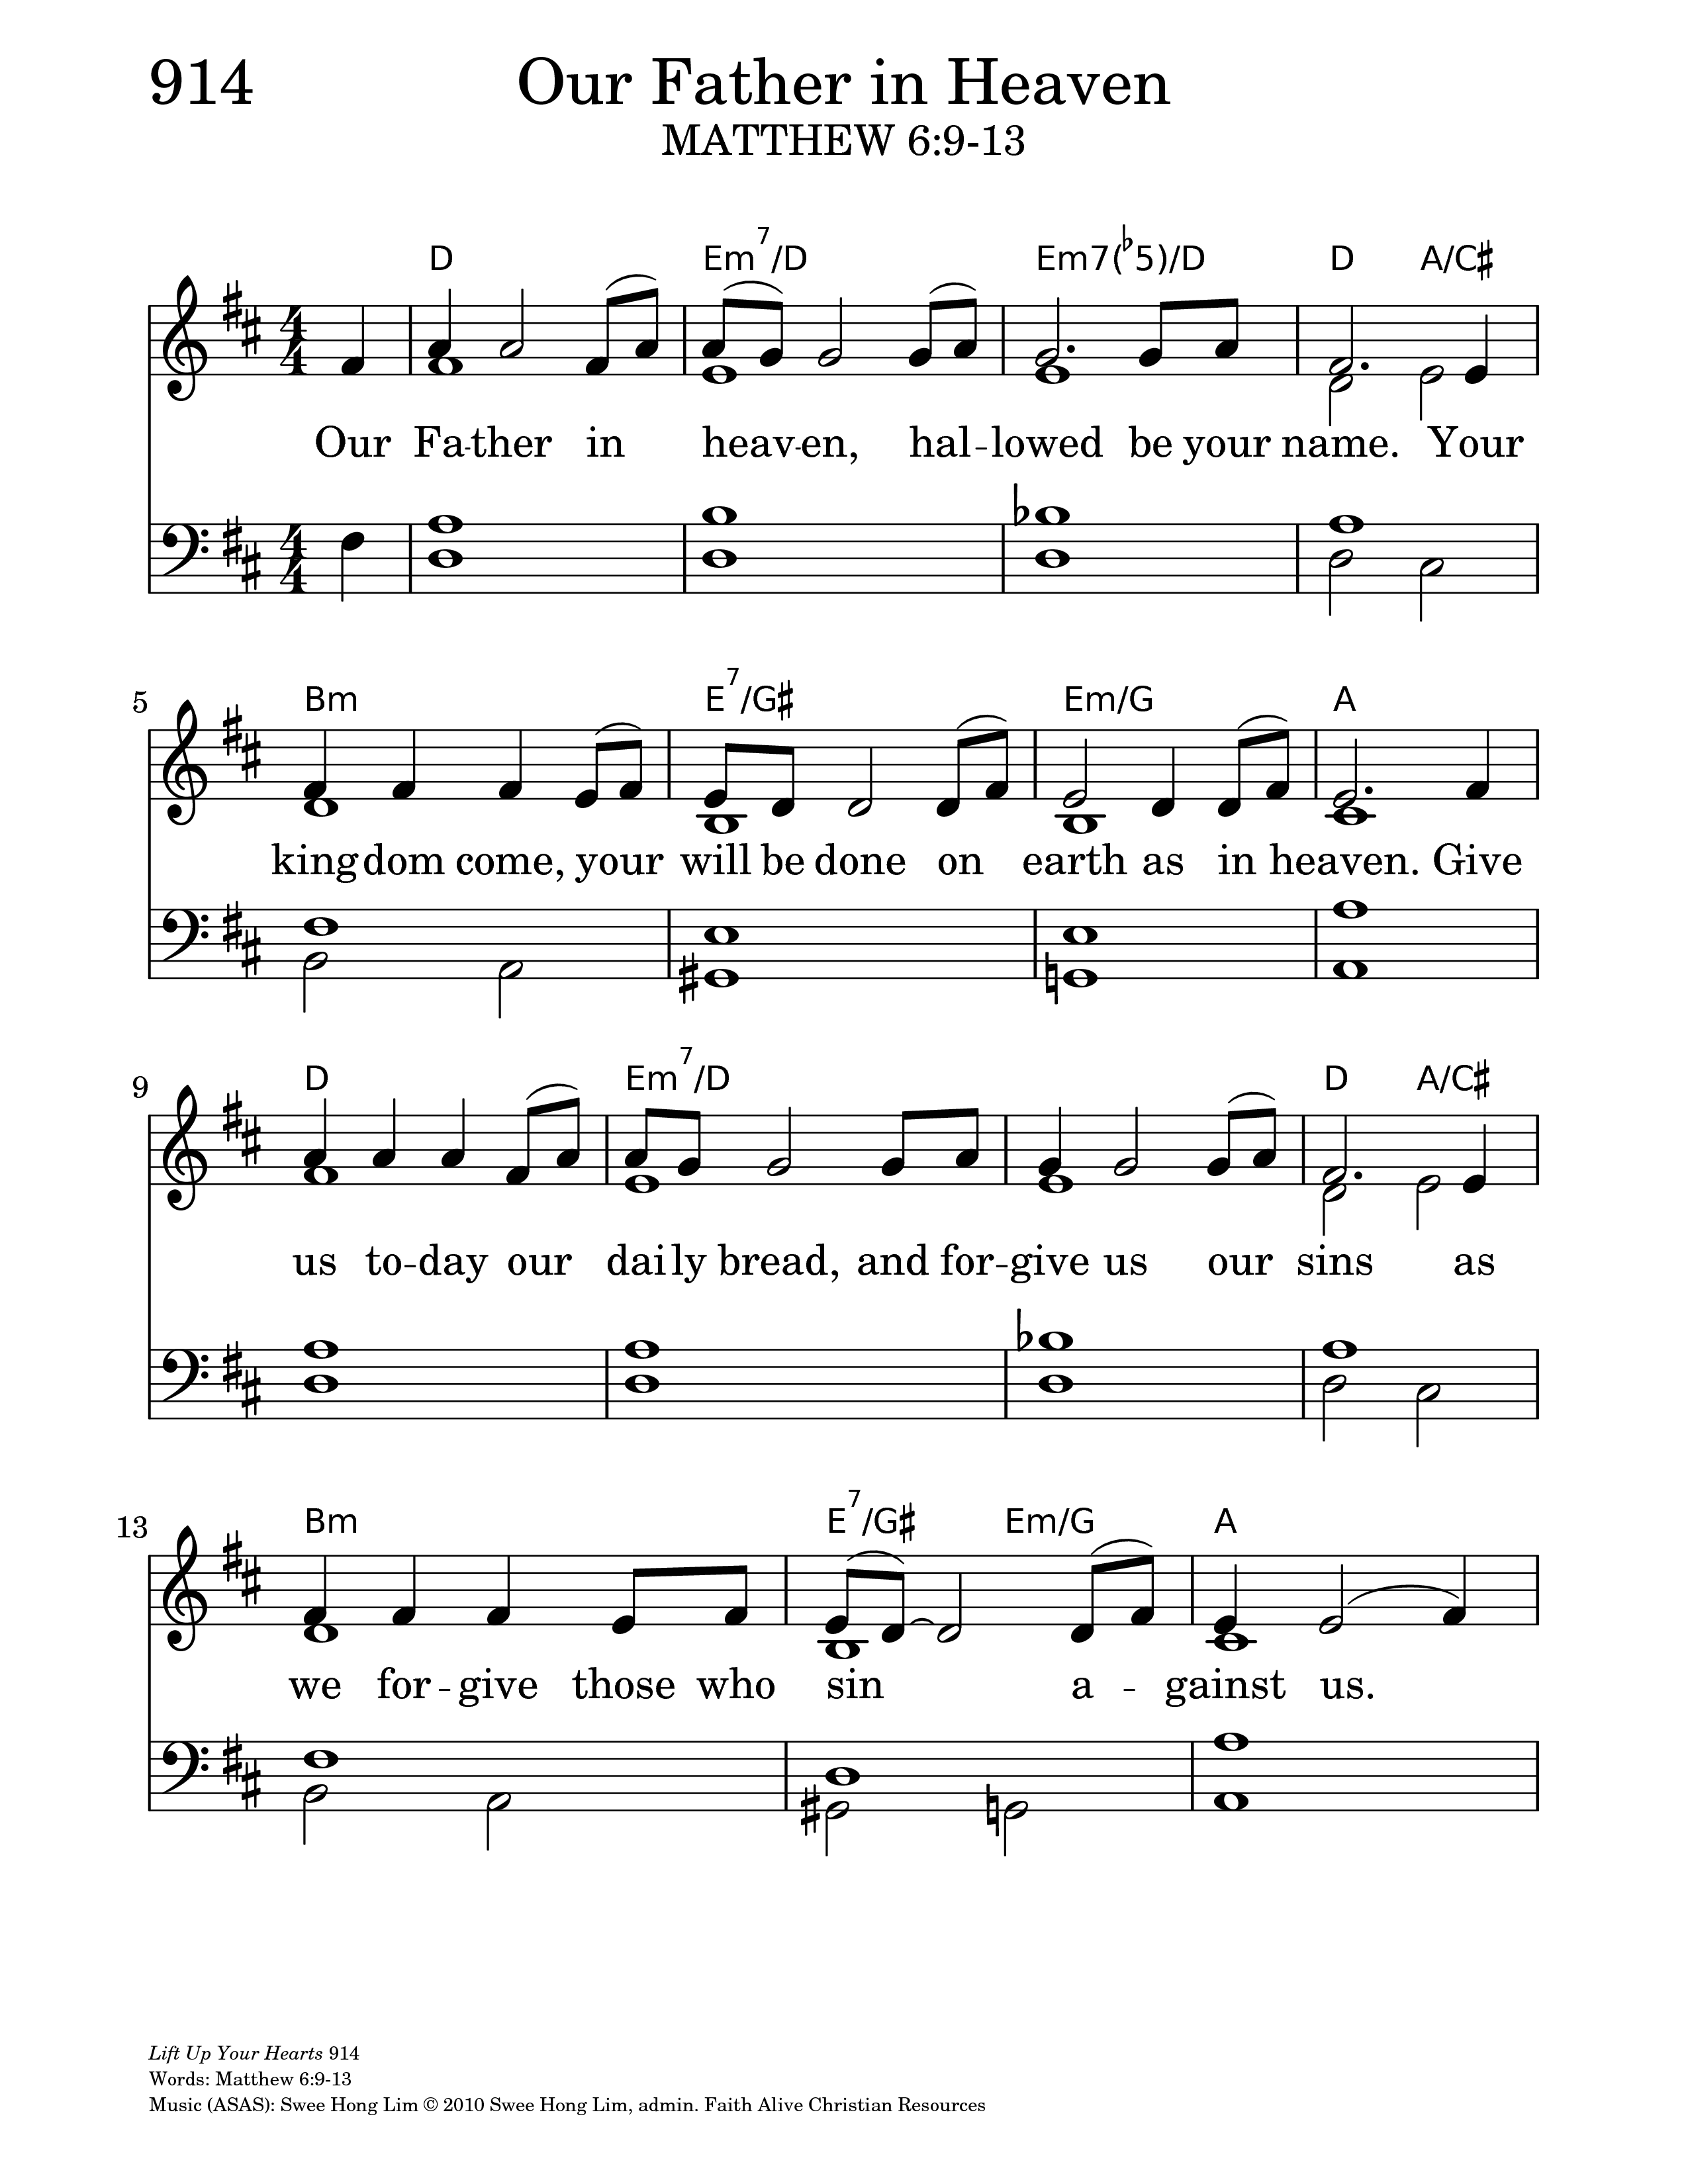 914 Our Father in Heaven
MATTHEW 6:9-13
D Em7/D Em7(♭5)/D D A/C♯
4 4
Our Fa - ther in heav - en, hal - lowed be your name. Your
4 4
5 Bm E7/G♯ Em/G A
king - dom come, your will be done on earth as in heaven. Give
9 D Em7/D D A/C♯
us to - day our dai - ly bread, and for - give us our sins as
13 Bm E7/G♯ Em/G A
we for - give those who sin a - gainst us.
Lift Up Your Hearts 914
Words: Matthew 6:9-13
Music (ASAS): Swee Hong Lim © 2010 Swee Hong Lim, admin. Faith Alive Christian Resources